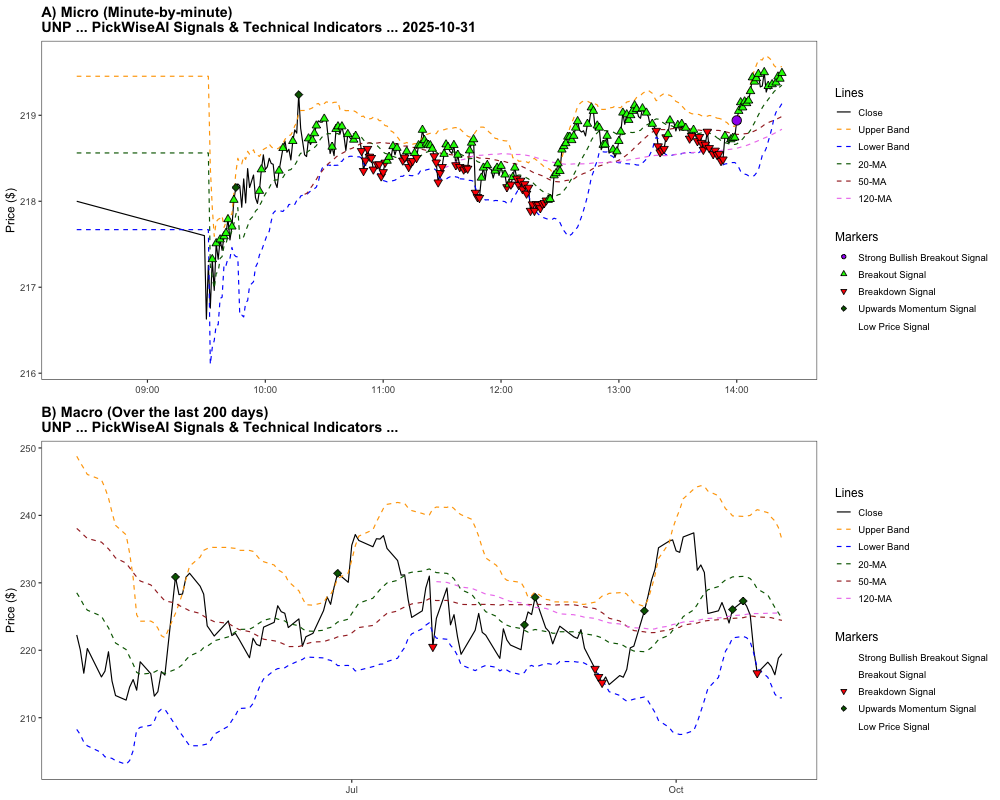 A) Micro (Minute-by-minute)
UNP ... PickWiseAI Signals & Technical Indicators ... 2025-10-31
Price ($)
219
218
217
216
09:00
10:00
11:00
12:00
13:00
14:00
Lines
Close
Upper Band
Lower Band
20-MA
50-MA
120-MA
Markers
Strong Bullish Breakout Signal
Breakout Signal
Breakdown Signal
Upwards Momentum Signal
Low Price Signal
B) Macro (Over the last 200 days)
UNP ... PickWiseAI Signals & Technical Indicators ...
Price ($)
250
240
230
220
210
Jul
Oct
Lines
Close
Upper Band
Lower Band
20-MA
50-MA
120-MA
Markers
Strong Bullish Breakout Signal
Breakout Signal
Breakdown Signal
Upwards Momentum Signal
Low Price Signal